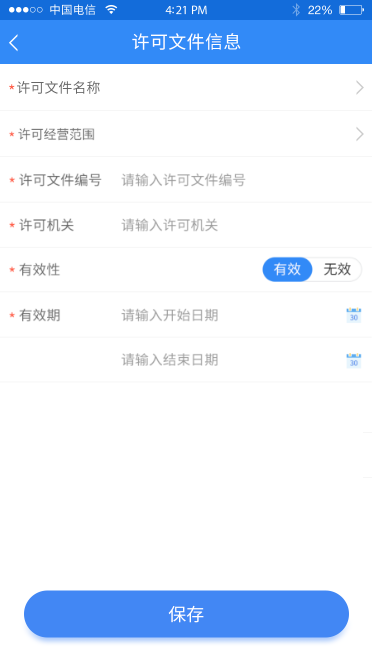 中国电信 4:21 PM 22%
许可文件信息
*许可文件名称
* 许可经营范围
* 许可文件编号 请输入许可文件编号
* 许可机关 请输入许可机关
* 有效性 有效 无效
* 有效期 请输入开始日期 30
请输入结束日期 30
保存